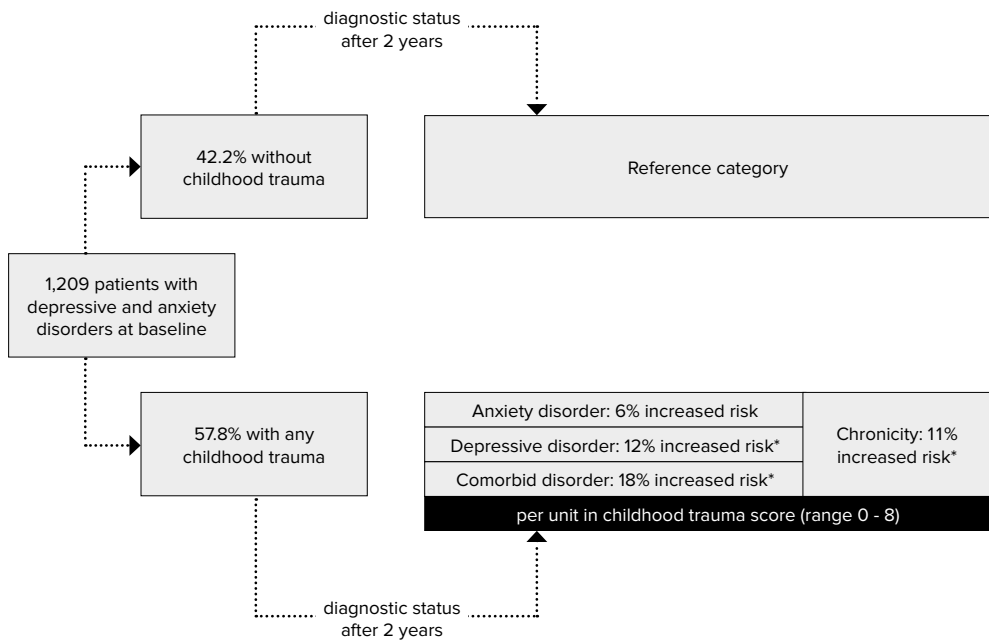 diagnostic status
after 2 years
42.2% without
childhood trauma
Reference category
1,209 patients with
depressive and anxiety
disorders at baseline
57.8% with any
childhood trauma
Anxiety disorder: 6% increased risk
Depressive disorder: 12% increased risk*
Comorbid disorder: 18% increased risk*
Chronicity: 11%
increased risk*
per unit in childhood trauma score (range 0 - 8)
diagnostic status
after 2 years